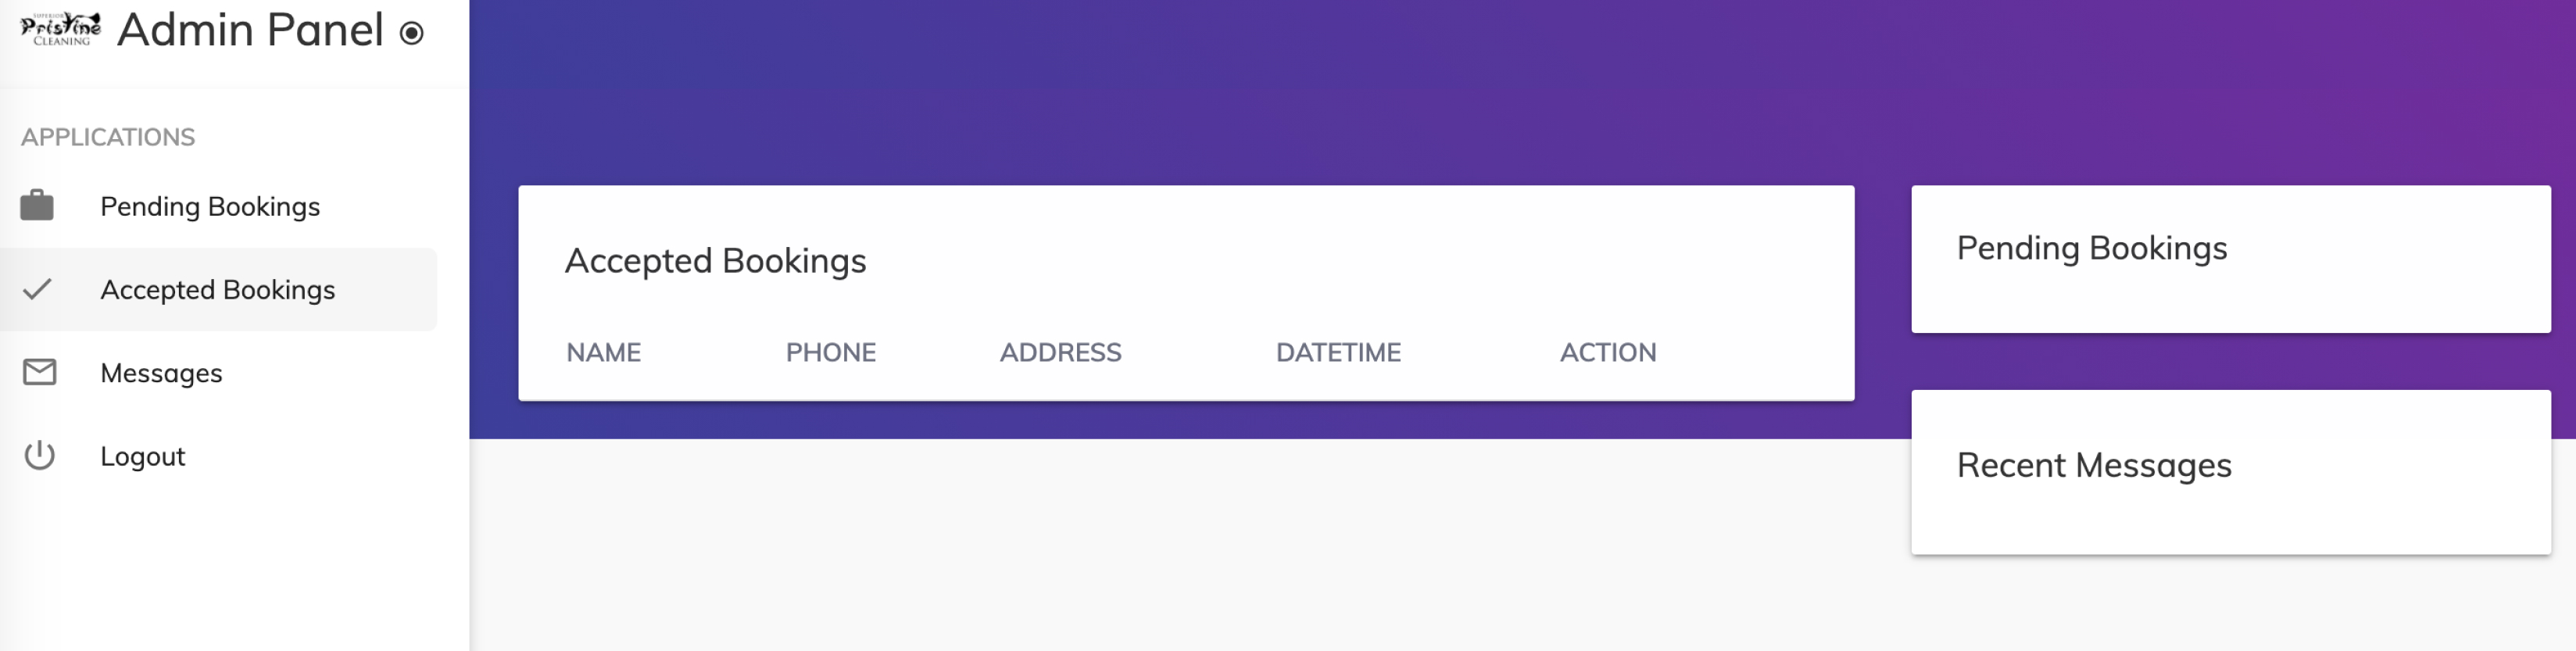 SUPERIOR
Pristine
CLEANING
Admin Panel
APPLICATIONS
Pending Bookings
Accepted Bookings
Messages
Logout
Accepted Bookings
NAME PHONE ADDRESS DATETIME ACTION
Pending Bookings
Recent Messages